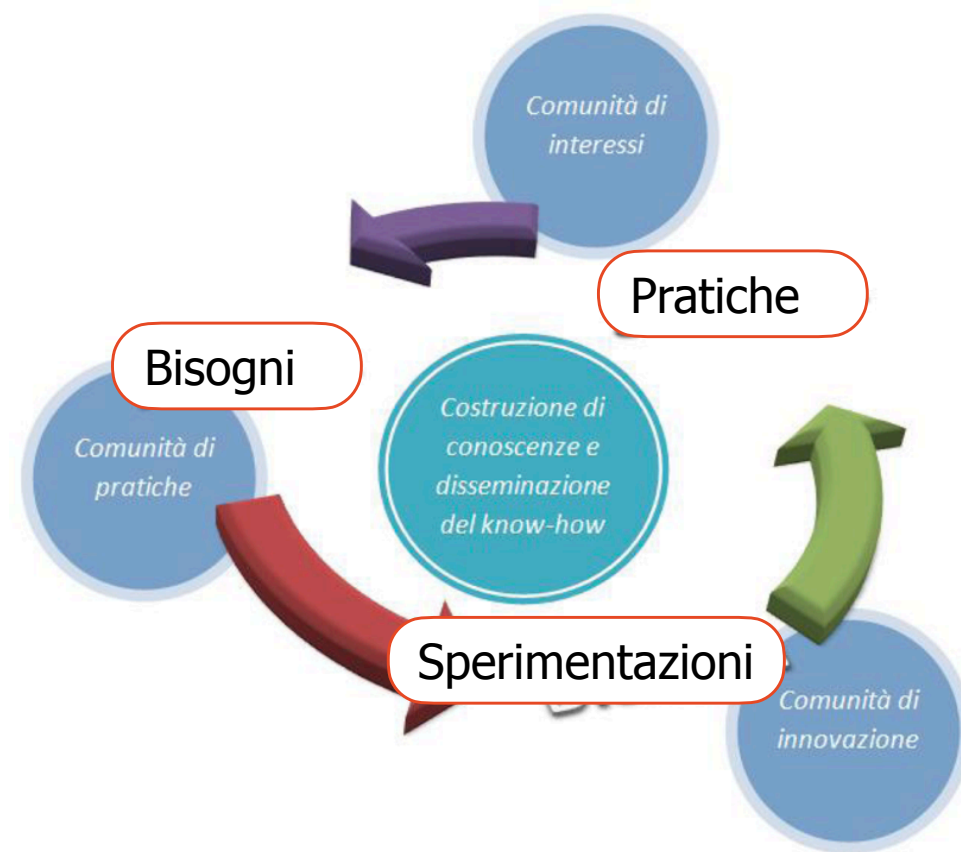 Comunità di
interessi
Pratiche
Bisogni
Comunità di
pratiche
Costruzione di
conoscenze e
disseminazione
del know-how
Sperimentazioni
Comunità di
innovazione